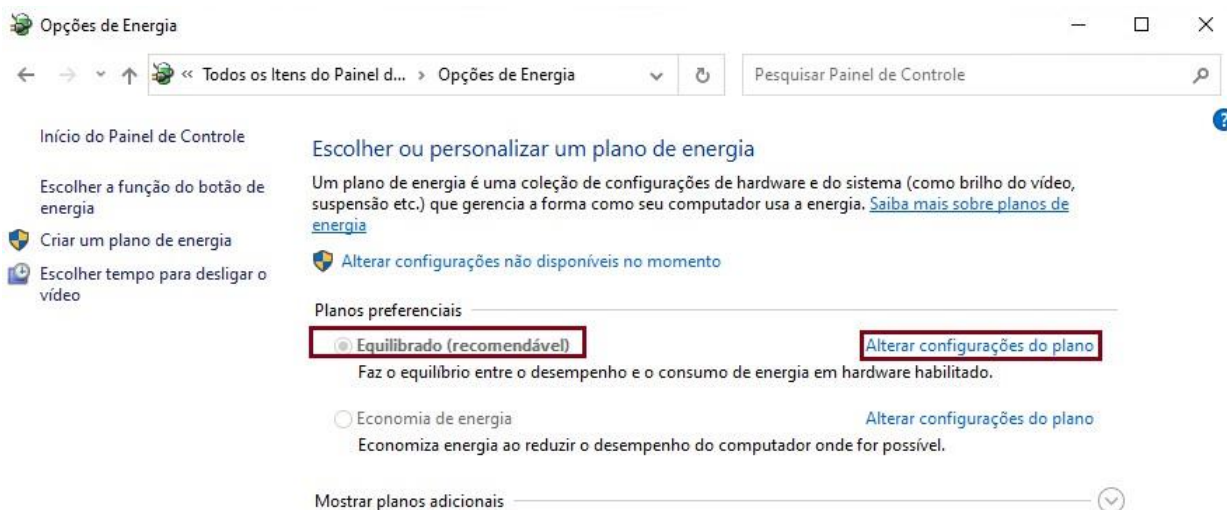 Opções de Energia
« Todos os Itens do Painel d... › Opções de Energia
Pesquisar Painel de Controle
Início do Painel de Controle
Escolher a função do botão de
energia
Criar um plano de energia
Escolher tempo para desligar o
vídeo
Escolher ou personalizar um plano de energia
Um plano de energia é uma coleção de configurações de hardware e do sistema (como brilho do vídeo,
suspensão etc.) que gerencia a forma como seu computador usa a energia. Saiba mais sobre planos de
energia
Alterar configurações não disponíveis no momento
Planos preferenciais
Equilibrado (recomendável) Alterar configurações do plano
Faz o equilíbrio entre o desempenho e o consumo de energia em hardware habilitado.
Economia de energia Alterar configurações do plano
Economiza energia ao reduzir o desempenho do computador onde for possível.
Mostrar planos adicionais